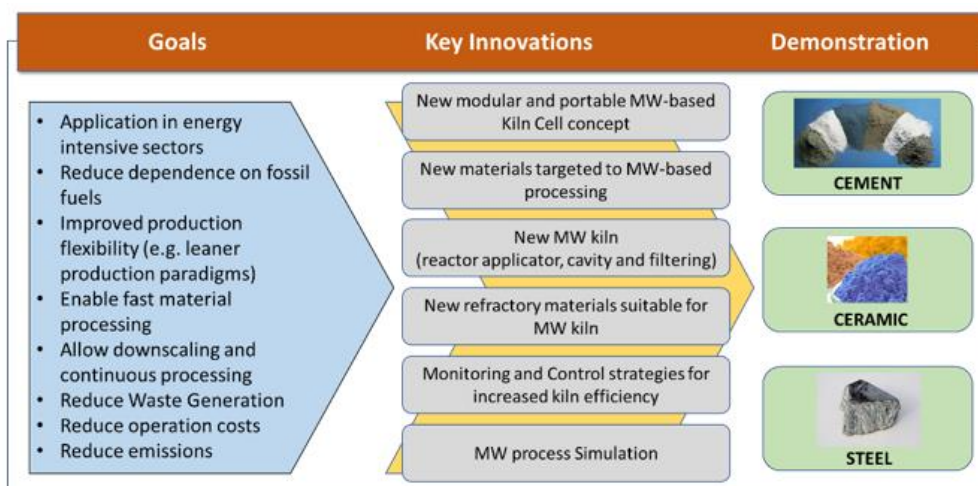 Goals
Key Innovations
Demonstration
• Application in energy
intensive sectors
• Reduce dependence on fossil
fuels
• Improved production
flexibility (e.g. leaner
production paradigms)
• Enable fast material
processing
• Allow downscaling and
continuous processing
• Reduce Waste Generation
• Reduce operation costs
• Reduce emissions
New modular and portable MW-based
Kiln Cell concept
New materials targeted to MW-based
processing
New MW kiln
(reactor applicator, cavity and filtering)
New refractory materials suitable for
MW kiln
Monitoring and Control strategies for
increased kiln efficiency
MW process Simulation
CEMENT
CERAMIC
STEEL